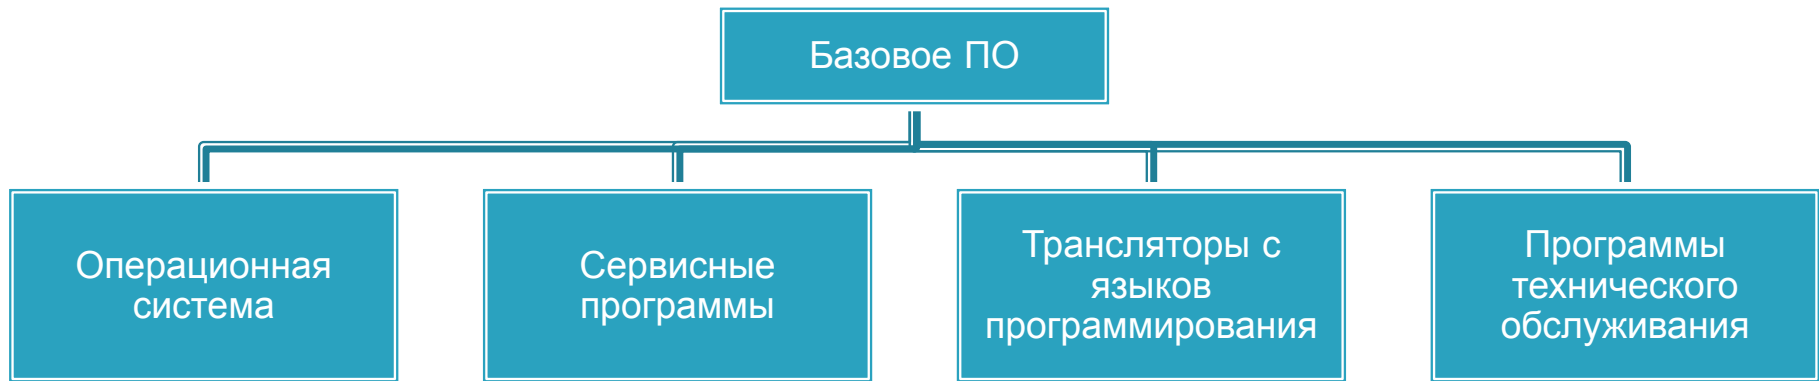 Базовое ПО
Операционная
система
Сервисные
программы
Трансляторы с
языков
программирования
Программы
технического
обслуживания